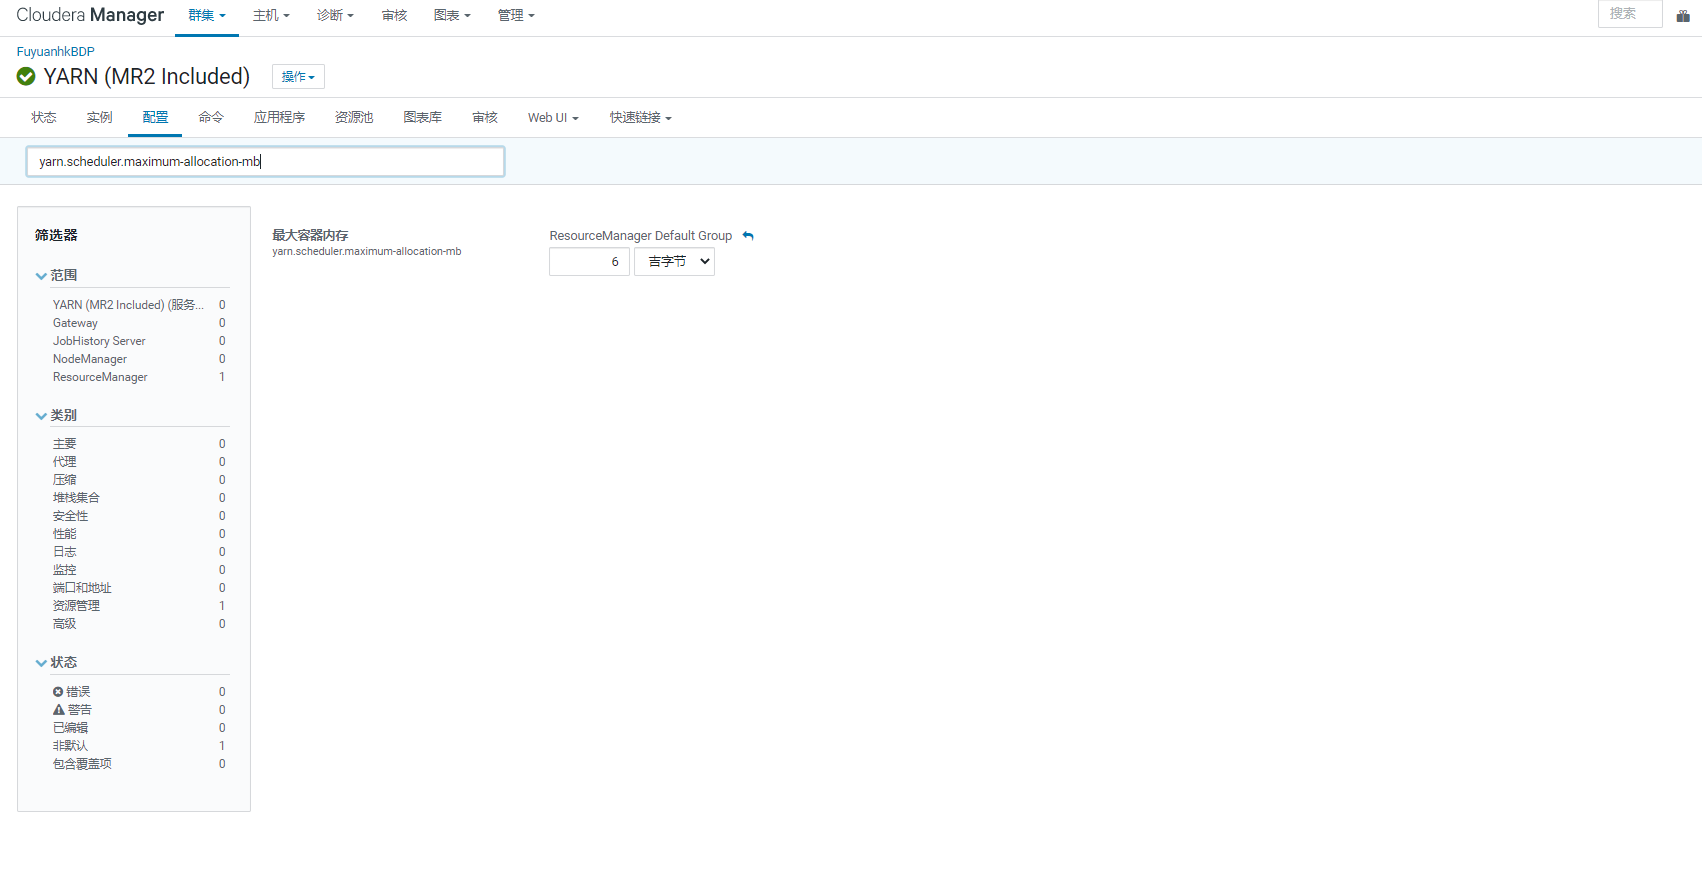 Cloudera Manager 群集 主机 诊断 审核 图表 管理 搜索
FuyuanhkBDP
YARN (MR2 Included) 操作
状态 实例 配置 命令 应用程序 资源池 图表库 审核 Web UI 快速链接
yarn.scheduler.maximum-allocation-mb
筛选器
最大容器内存 ResourceManager Default Group
yarn.scheduler.maximum-allocation-mb
6 吉字节
范围
YARN (MR2 Included) (服务... 0
Gateway 0
JobHistory Server 0
NodeManager 0
ResourceManager 1
类别
主要 0
代理 0
压缩 0
堆栈集合 0
安全性 0
性能 0
日志 0
监控 0
端口和地址 0
资源管理 1
高级 0
状态
错误 0
警告 0
已编辑 0
非默认 1
包含覆盖项 0